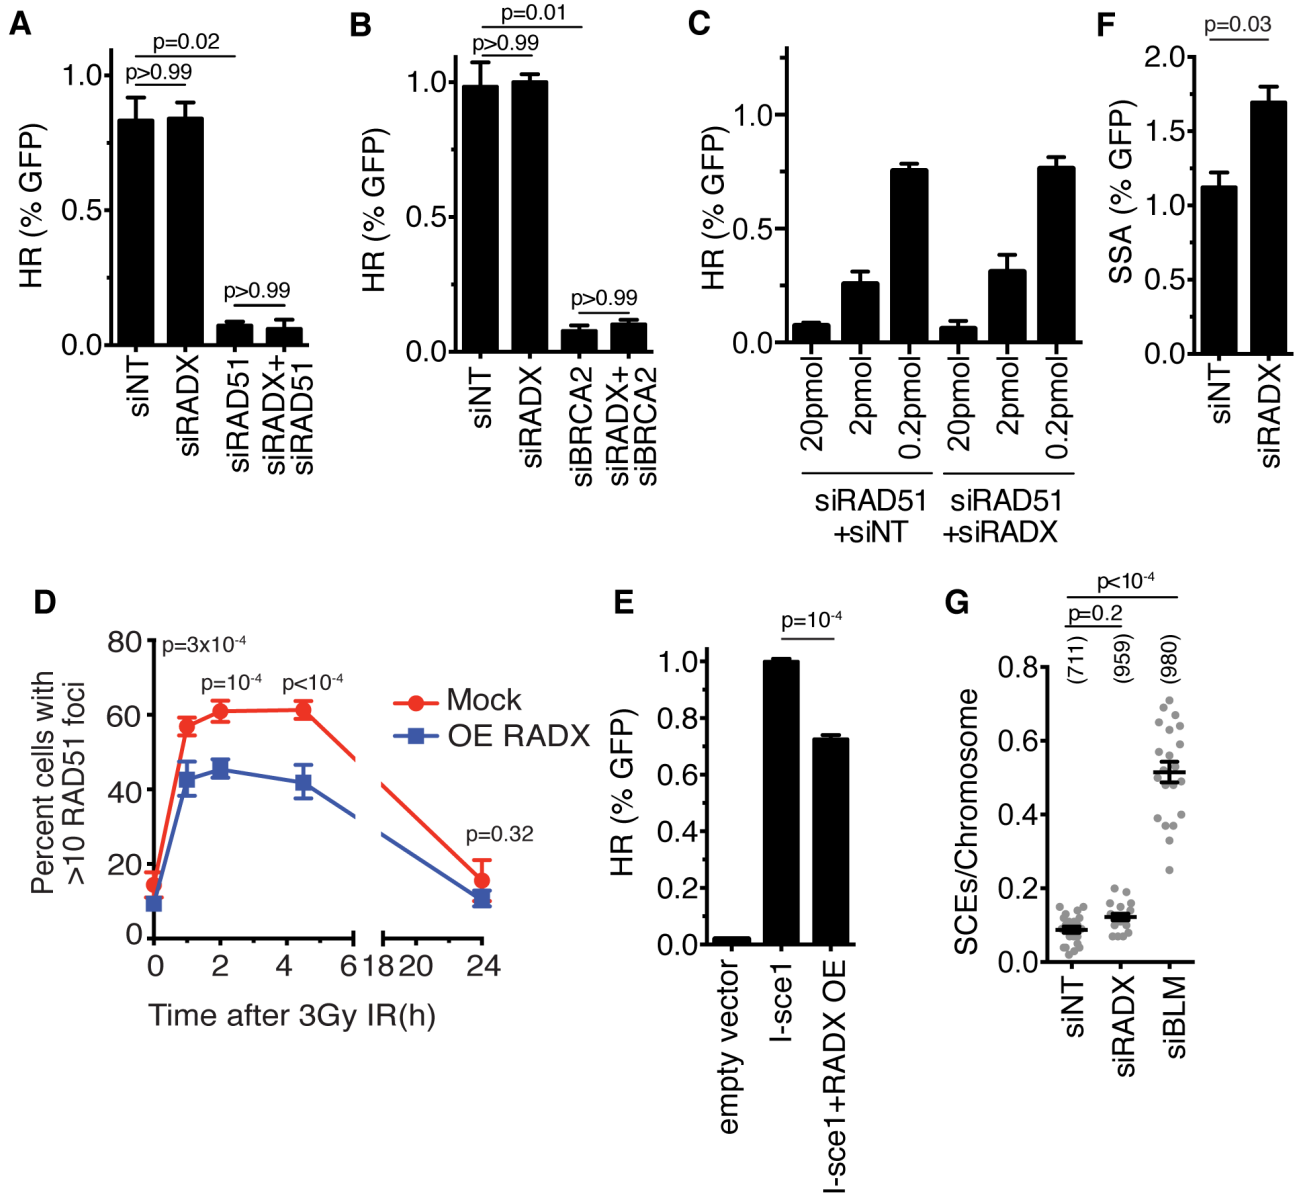 A
p=0.02
p>0.99
p>0.99
HR (% GFP)
1.0
0.5
0.0
siNT
siRADX
siRAD51
siRADX+
siRAD51
B
p=0.01
p>0.99
p>0.99
HR (% GFP)
1.0
0.5
0.0
siNT
siRADX
siBRCA2
siRADX+
siBRCA2
C
HR (% GFP)
1.0
0.5
0.0
20pmol
2pmol
0.2pmol
20pmol
2pmol
0.2pmol
siRAD51
+siNT
siRAD51
+siRADX
F
p=0.03
SSA (% GFP)
2.0
1.5
1.0
0.5
0.0
siNT
siRADX
D
Percent cells with
>10 RAD51 foci
80
60
40
20
0
p=3x10⁻⁴
p=10⁻⁴
p<10⁻⁴
p=0.32
Mock
OE RADX
0 2 4 6 18 20 24
Time after 3Gy IR(h)
E
p=10⁻⁴
HR (% GFP)
1.0
0.8
0.6
0.4
0.2
0.0
empty vector
I-sce1
I-sce1+RADX OE
G
p<10⁻⁴
p=0.2
(711)
(959)
(980)
SCEs/Chromosome
0.8
0.6
0.4
0.2
0.0
siNT
siRADX
siBLM